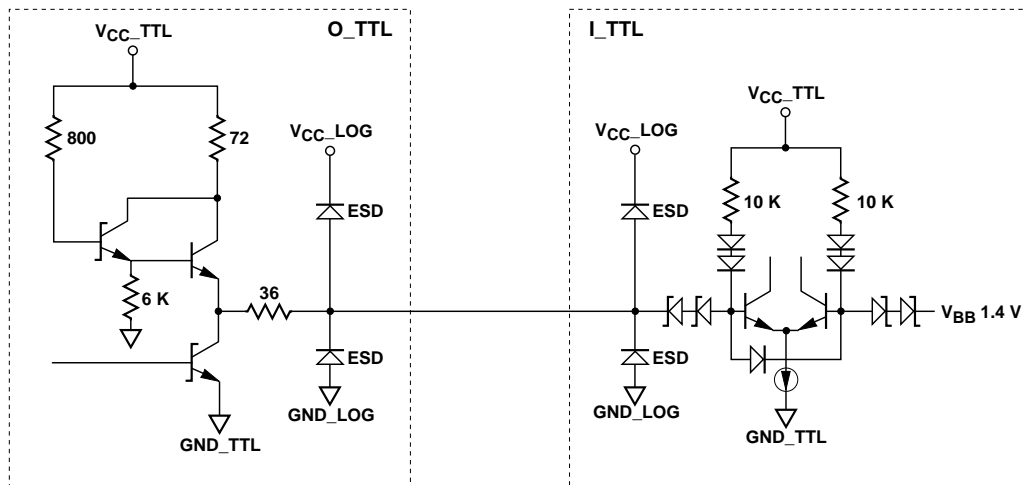 O_TTL
VCC_TTL
800
72
VCC_LOG
ESD
6 K
36
ESD
GND_LOG
GND_TTL
I_TTL
VCC_TTL
VCC_LOG
10 K
10 K
ESD
VBB 1.4 V
ESD
GND_LOG
GND_TTL